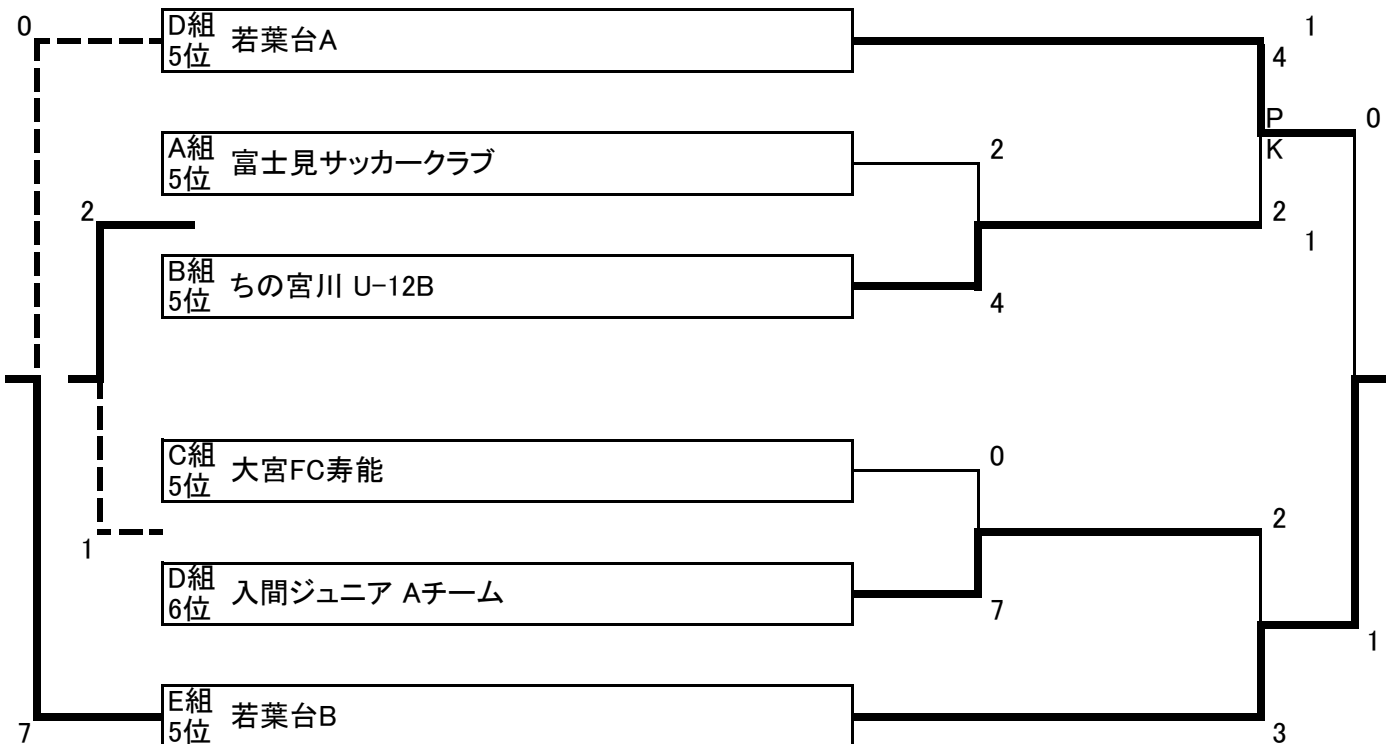 0
D組
5位
若葉台A
1
4
A組
5位
富士見サッカークラブ
2
P
K
0
2
2
1
B組
5位
ちの宮川 U-12B
4
C組
5位
大宮FC寿能
0
2
1
D組
6位
入間ジュニア Aチーム
7
1
E組
5位
若葉台B
7
3